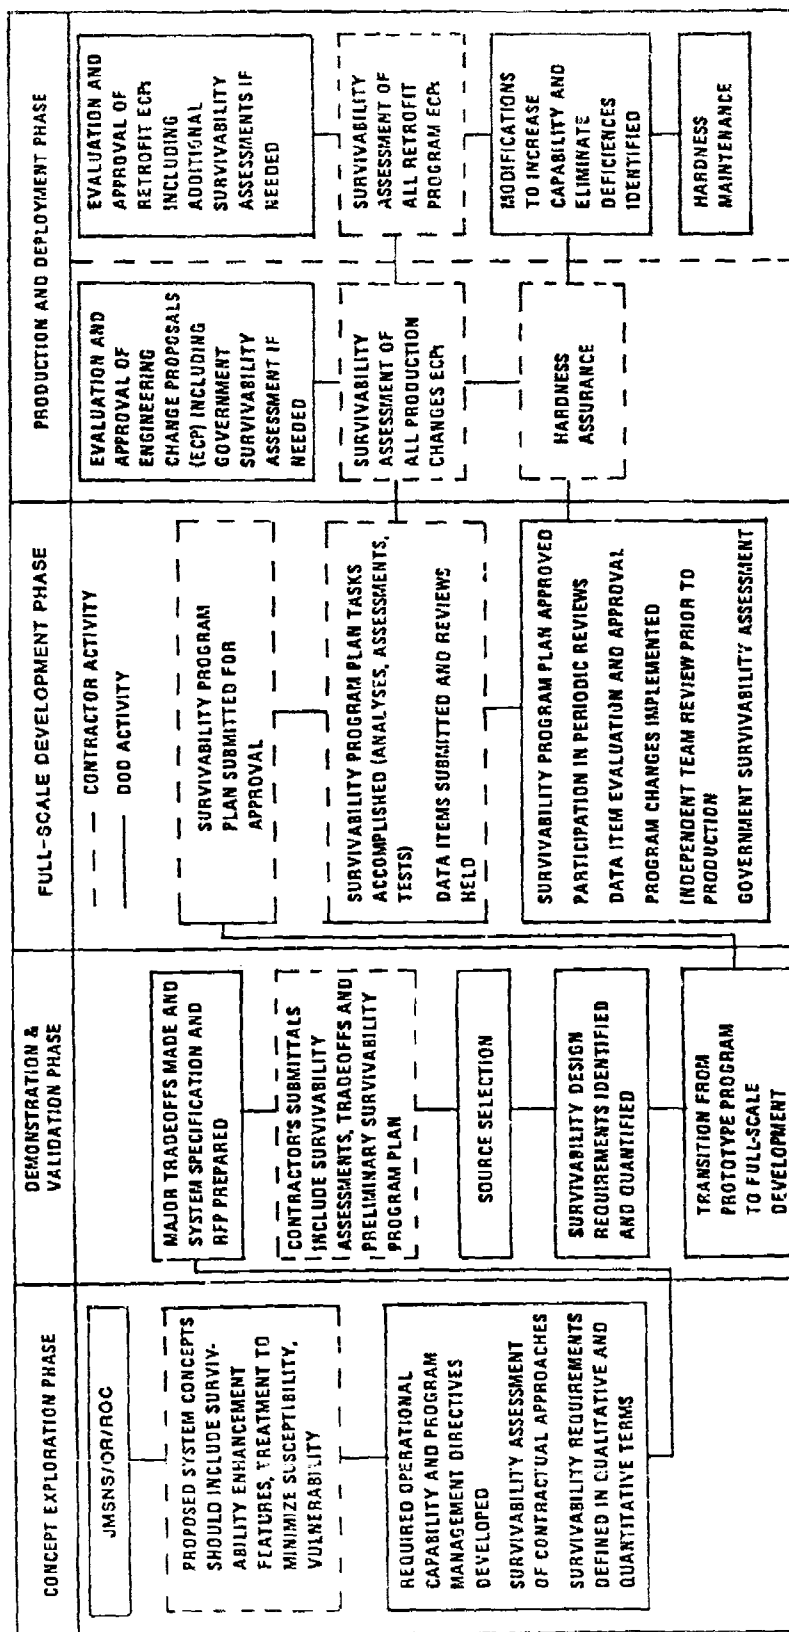 CONCEPT EXPLORATION PHASE
JMSNS/OR/ROC
PROPOSED SYSTEM CONCEPTS
SHOULD INCLUDE SURVIV-
ABILITY ENHANCEMENT
FEATURES, TREATMENT TO
MINIMIZE SUSCEPTIBILITY,
VULNERABILITY
REQUIRED OPERATIONAL
CAPABILITY AND PROGRAM
MANAGEMENT DIRECTIVES
DEVELOPED
SURVIVABILITY ASSESSMENT
OF CONTRACTUAL APPROACHES
SURVIVABILITY REQUIREMENTS
DEFINED IN QUALITATIVE AND
QUANTITATIVE TERMS
DEMONSTRATION &
VALIDATION PHASE
MAJOR TRADEOFFS MADE AND
SYSTEM SPECIFICATION AND
RFP PREPARED
CONTRACTOR'S SUBMITTALS
INCLUDE SURVIVABILITY
ASSESSMENTS, TRADEOFFS AND
PRELIMINARY SURVIVABILITY
PROGRAM PLAN
SOURCE SELECTION
SURVIVABILITY DESIGN
REQUIREMENTS IDENTIFIED
AND QUANTIFIED
TRANSITION FROM
PROTOTYPE PROGRAM
TO FULL-SCALE
DEVELOPMENT
FULL-SCALE DEVELOPMENT PHASE
CONTRACTOR ACTIVITY
DOD ACTIVITY
SURVIVABILITY PROGRAM
PLAN SUBMITTED FOR
APPROVAL
SURVIVABILITY PROGRAM PLAN TASKS
ACCOMPLISHED (ANALYSES, ASSESSMENTS,
TESTS)
DATA ITEMS SUBMITTED AND REVIEWS
HELD
SURVIVABILITY PROGRAM PLAN APPROVED
PARTICIPATION IN PERIODIC REVIEWS
DATA ITEM EVALUATION AND APPROVAL
PROGRAM CHANGES IMPLEMENTED
INDEPENDENT TEAM REVIEW PRIOR TO
PRODUCTION
GOVERNMENT SURVIVABILITY ASSESSMENT
PRODUCTION AND DEPLOYMENT PHASE
EVALUATION AND
APPROVAL OF
ENGINEERING
CHANGE PROPOSALS
(ECP) INCLUDING
GOVERNMENT
SURVIVABILITY
ASSESSMENT IF
NEEDED
SURVIVABILITY
ASSESSMENT OF
ALL PRODUCTION
CHANGES ECPs
HARDNESS
ASSURANCE
EVALUATION AND
APPROVAL OF
RETROFIT ECPs
INCLUDING
ADDITIONAL
SURVIVABILITY
ASSESSMENTS IF
NEEDED
SURVIVABILITY
ASSESSMENT OF
ALL RETROFIT
PROGRAM ECPs
MODIFICATIONS
TO INCREASE
CAPABILITY AND
ELIMINATE
DEFICIENCES
IDENTIFIED
HARDNESS
MAINTENANCE